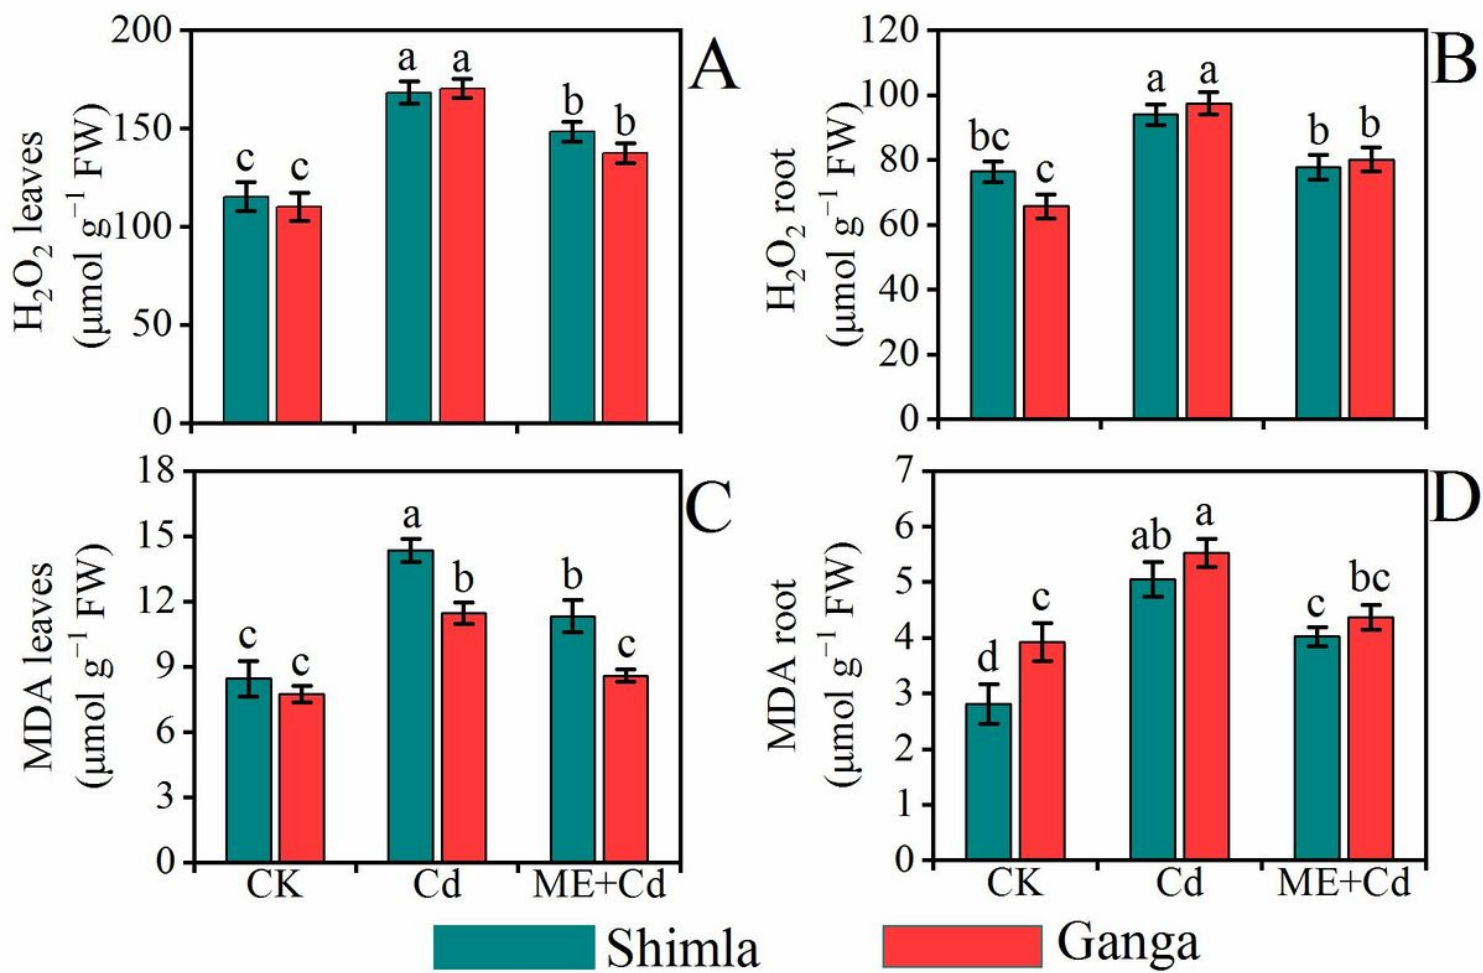 200
150
100
50
0
H₂O₂ leaves
(µmol g⁻¹ FW)
c c a a b b
A
120
100
80
60
40
20
0
H₂O₂ root
(µmol g⁻¹ FW)
bc c a a b b
B
18
15
12
9
6
3
0
MDA leaves
(µmol g⁻¹ FW)
c c a b b c
C
CK Cd ME+Cd
7
6
5
4
3
2
1
0
MDA root
(µmol g⁻¹ FW)
d c ab a c bc
D
CK Cd ME+Cd
Shimla Ganga